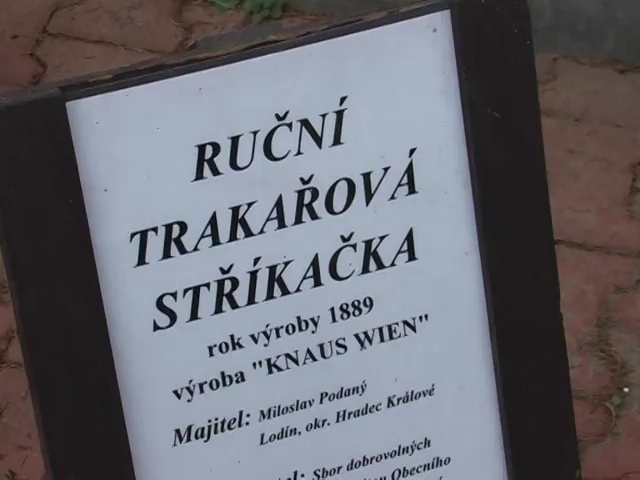 RUČNÍ
TRAKAŘOVÁ
STŘÍKAČKA
rok výroby 1889
výroba "KNAUS WIEN"
Majitel: Miloslav Podaný
Lodín, okr. Hradec Králové
Sbor dobrovolných
Obecního